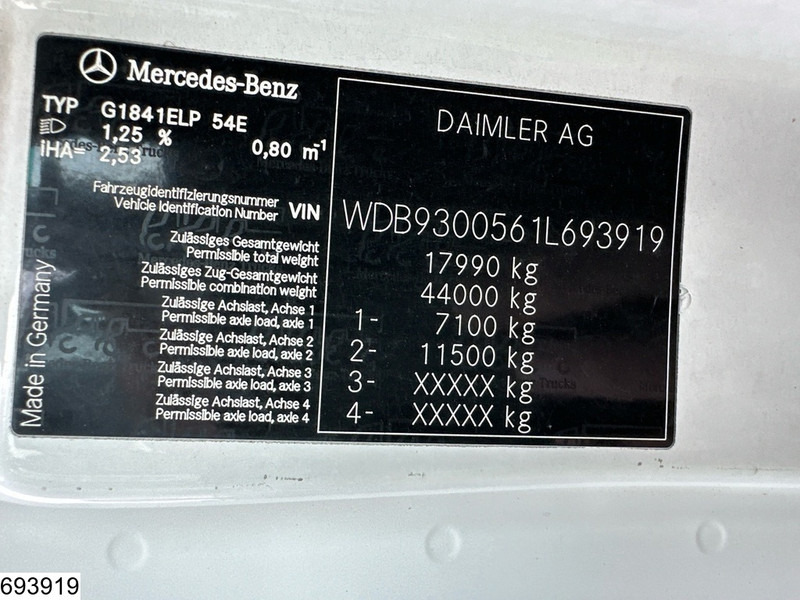 Mercedes-Benz
TYP G1841ELP 54E
1,25 % 0,80 m⁻¹
iHA= 2,53
DAIMLER AG
Fahrzeugidentifizierungsnummer
Vehicle Identification Number VIN WDB9300561L693919
Zulässiges Gesamtgewicht
Permissible total weight 17990 kg
Zulässiges Zug-Gesamtgewicht
Permissible combination weight 44000 kg
Zulässige Achslast, Achse 1
Permissible axle load, axle 1 1- 7100 kg
Zulässige Achslast, Achse 2
Permissible axle load, axle 2 2- 11500 kg
Zulässige Achslast, Achse 3
Permissible axle load, axle 3 3- XXXXX kg
Zulässige Achslast, Achse 4
Permissible axle load, axle 4 4- XXXXX kg
Made in Germany
693919